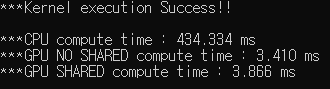 ***Kernel execution Success!!
***CPU compute time : 434.334 ms
***GPU NO SHARED compute time : 3.410 ms
***GPU SHARED compute time : 3.866 ms